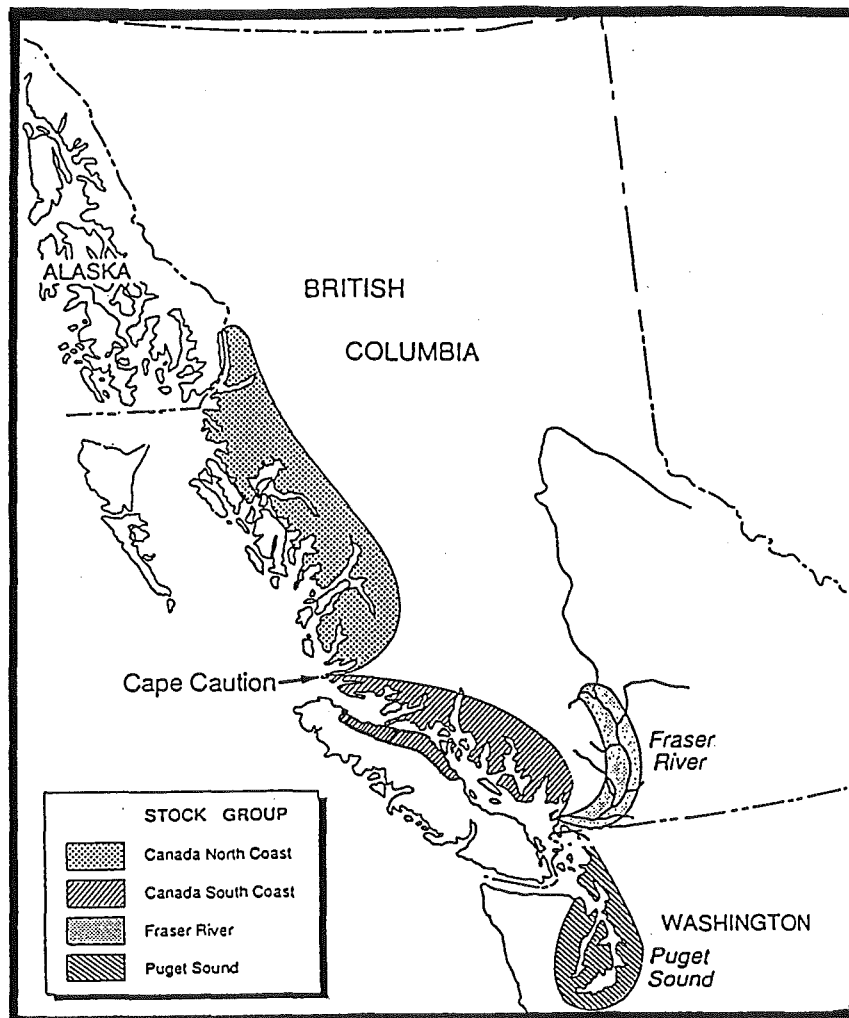 ALASKA
BRITISH
COLUMBIA
Cape Caution
Fraser
River
STOCK GROUP
Canada North Coast
Canada South Coast
Fraser River
Puget Sound
WASHINGTON
Puget
Sound